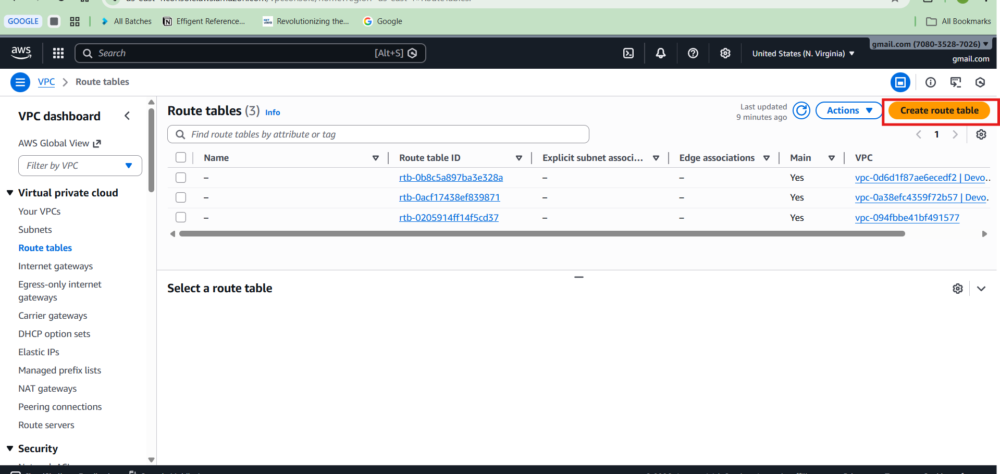 GOOGLE
All Batches
Effigent Reference...
Revolutionizing the...
Google
All Bookmarks
aws
Search
[Alt+S]
United States (N. Virginia)
gmail.com (7080-3528-7026)
gmail.com
VPC
Route tables
VPC dashboard
AWS Global View
Filter by VPC
Virtual private cloud
Your VPCs
Subnets
Route tables
Internet gateways
Egress-only internet
gateways
Carrier gateways
DHCP option sets
Elastic IPs
Managed prefix lists
NAT gateways
Peering connections
Route servers
Security
Route tables (3) Info
Last updated
9 minutes ago
Actions
Create route table
Find route tables by attribute or tag
1
Name Route table ID Explicit subnet associ... Edge associations Main VPC
– rtb-0b8c5a897ba3e328a – – Yes vpc-0d6d1f87ae6ecedf2 | Devo...
– rtb-0acf17438ef839871 – – Yes vpc-0a38efc4359f72b57 | Devo...
– rtb-0205914ff14f5cd37 – – Yes vpc-094fbbe41bf491577
Select a route table